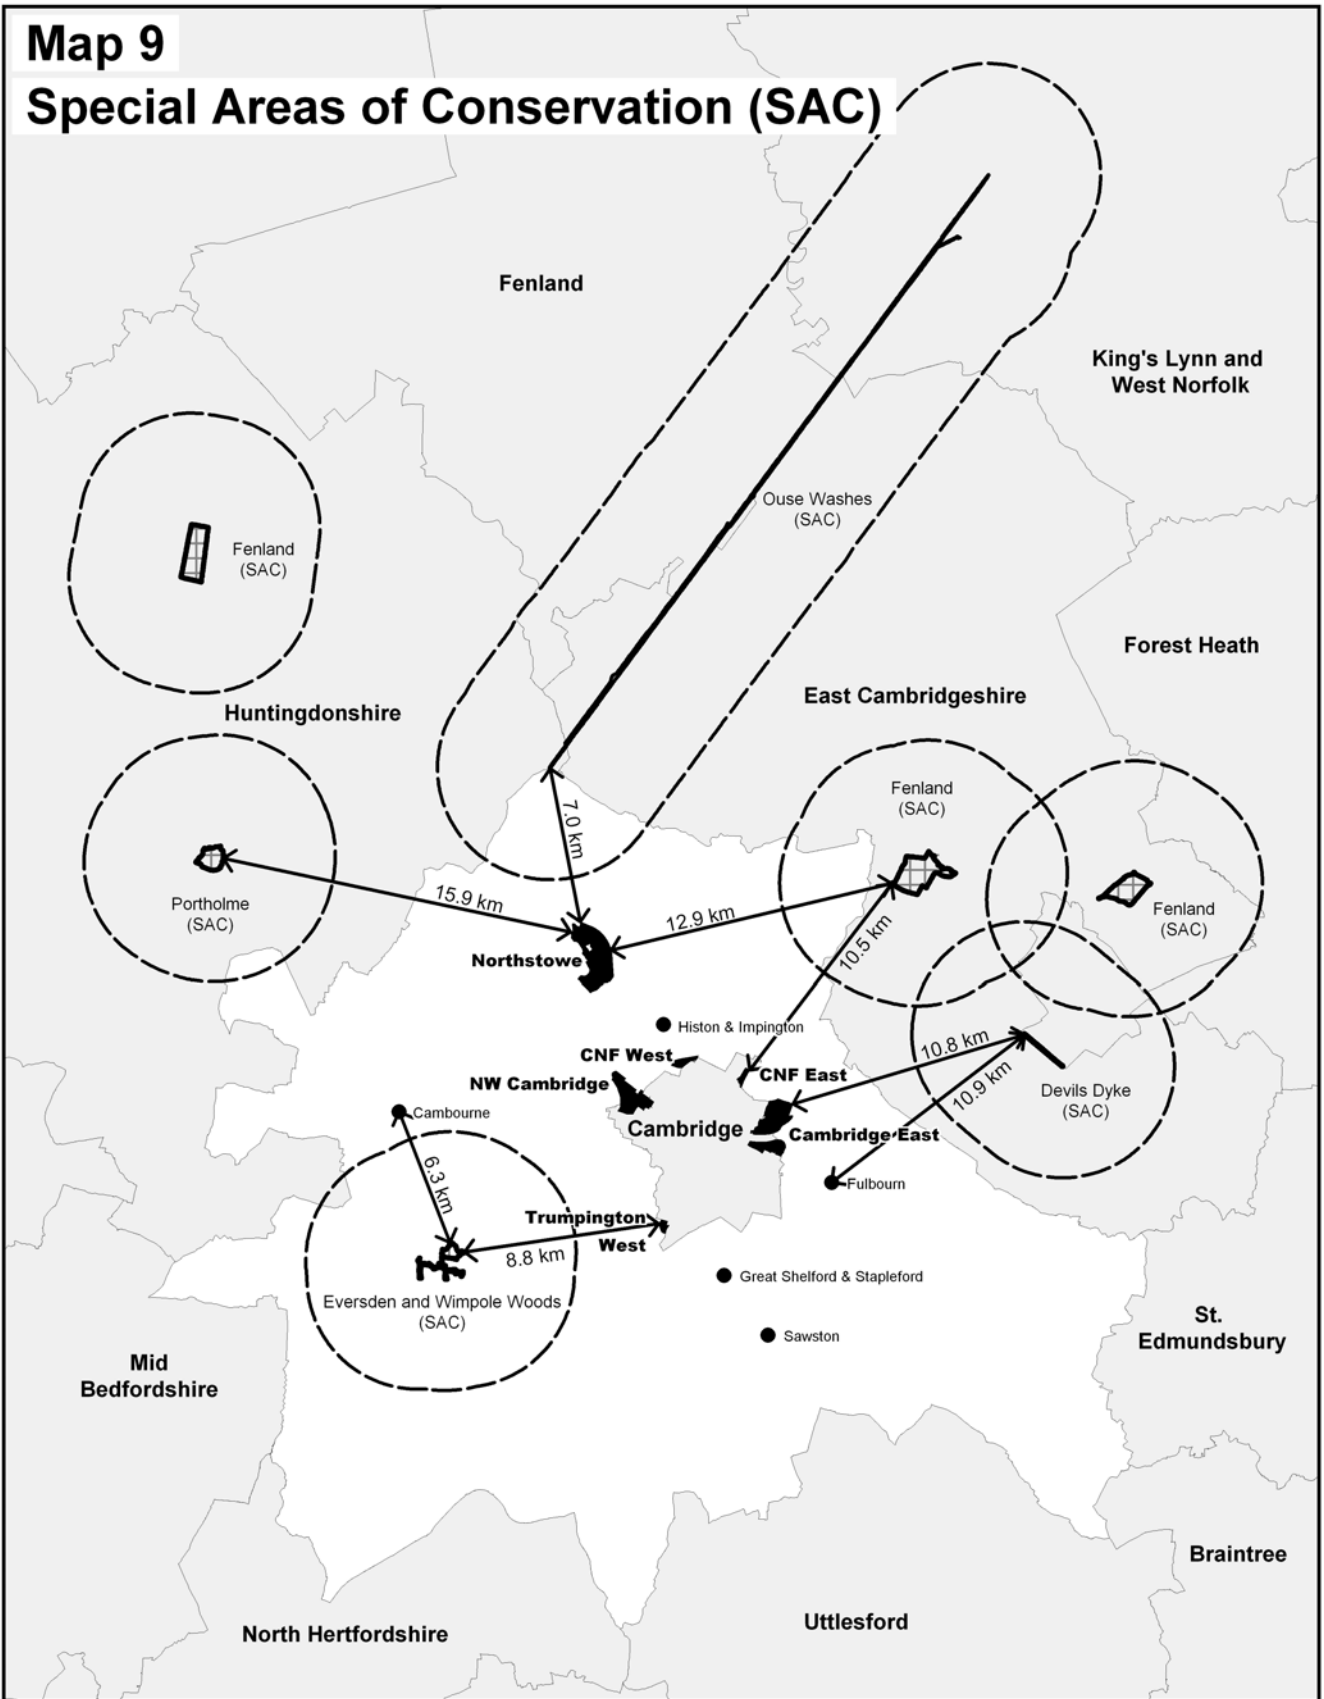 Map 9
Special Areas of Conservation (SAC)
Fenland
King's Lynn and
West Norfolk
Ouse Washes
(SAC)
Fenland
(SAC)
Forest Heath
East Cambridgeshire
Huntingdonshire
Fenland
(SAC)
7.0 km
15.9 km
Portholme
(SAC)
12.9 km
Fenland
(SAC)
10.5 km
Northstowe
Histon & Impington
CNF West
10.8 km
CNF East
NW Cambridge
10.9 km
Devils Dyke
(SAC)
Cambourne
Cambridge
Cambridge East
6.3 km
Fulbourn
Trumpington
West
8.8 km
Great Shelford & Stapleford
Eversden and Wimpole Woods
(SAC)
Sawston
St.
Edmundsbury
Mid
Bedfordshire
Braintree
Uttlesford
North Hertfordshire